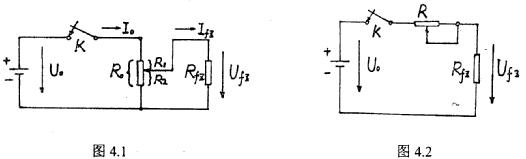 K I₀ I_fz
+ - U₀ R₀ { R₁ R₂ } R_fz U_fz
图 4.1
K R
+ - U₀ R_fz U_fz
~
图 4.2